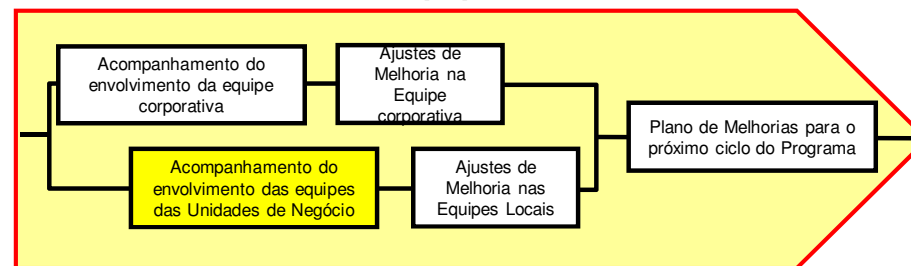 Acompanhamento do
envolvimento da equipe
corporativa
Ajustes de
Melhoria na
Equipe
corporativa
Acompanhamento do
envolvimento das equipes
das Unidades de Negócio
Ajustes de
Melhoria nas
Equipes Locais
Plano de Melhorias para o
próximo ciclo do Programa